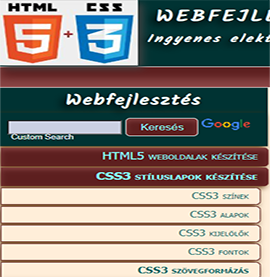 HTML CSS
5 + 3
WEBFEJL
Ingyenes elekt
Webfejlesztés
Keresés Google
Custom Search
HTML5 WEBOLDALAK KÉSZÍTÉSE
CSS3 STÍLUSLAPOK KÉSZÍTÉSE
CSS3 SZÍNEK
CSS3 ALAPOK
CSS3 KIJELÖLŐK
CSS3 FONTOK
CSS3 SZÖVEGFORMÁZÁS